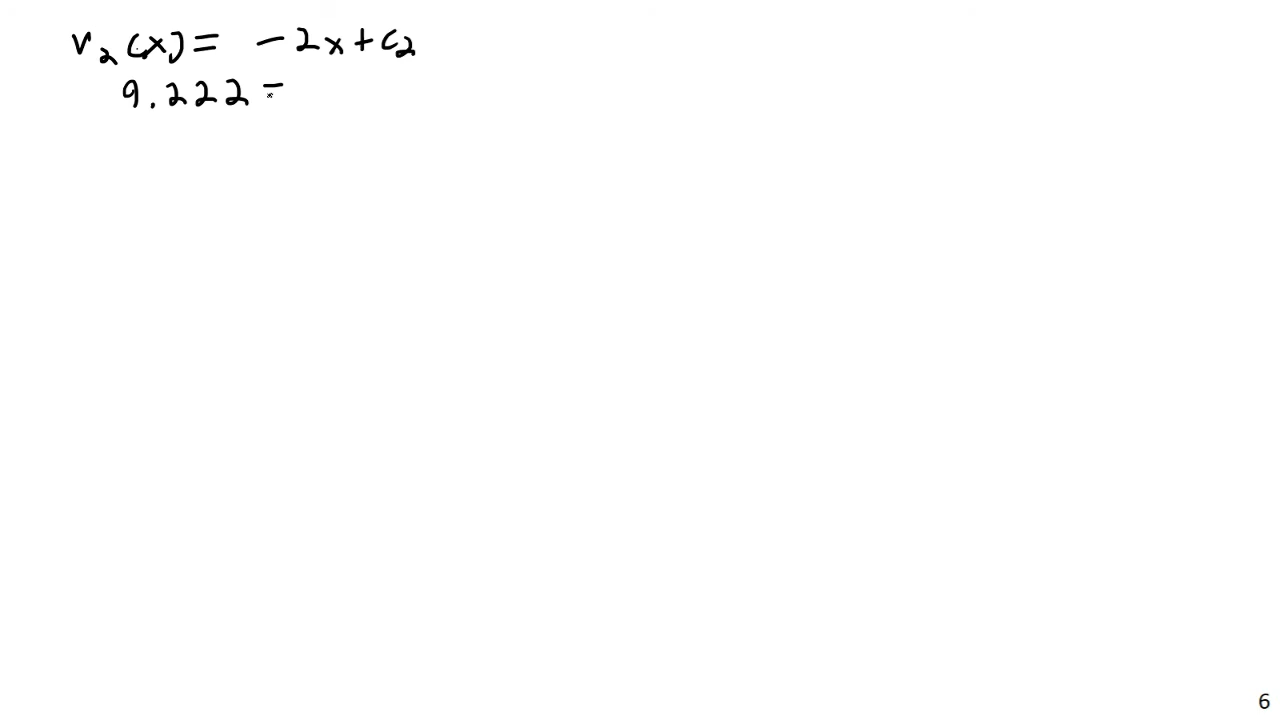 v₂(x) = -2x + c₂
9.222 =
6